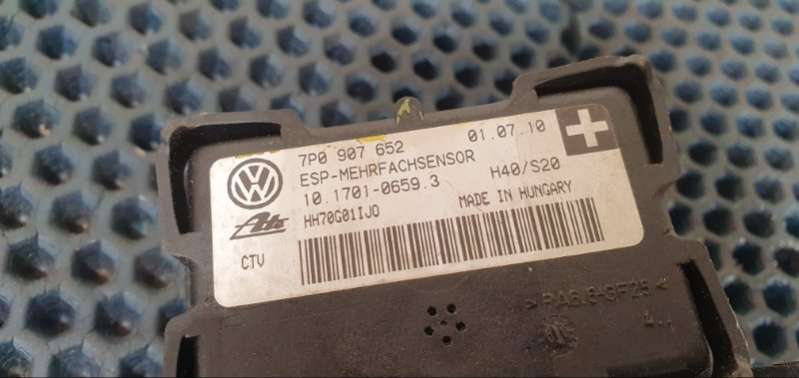 7P0 907 652 01.07.10
ESP-MEHRFACHSENSOR H40/S20
10.1701-0659.3 MADE IN HUNGARY
Ate HH70G01IJ0
CTV